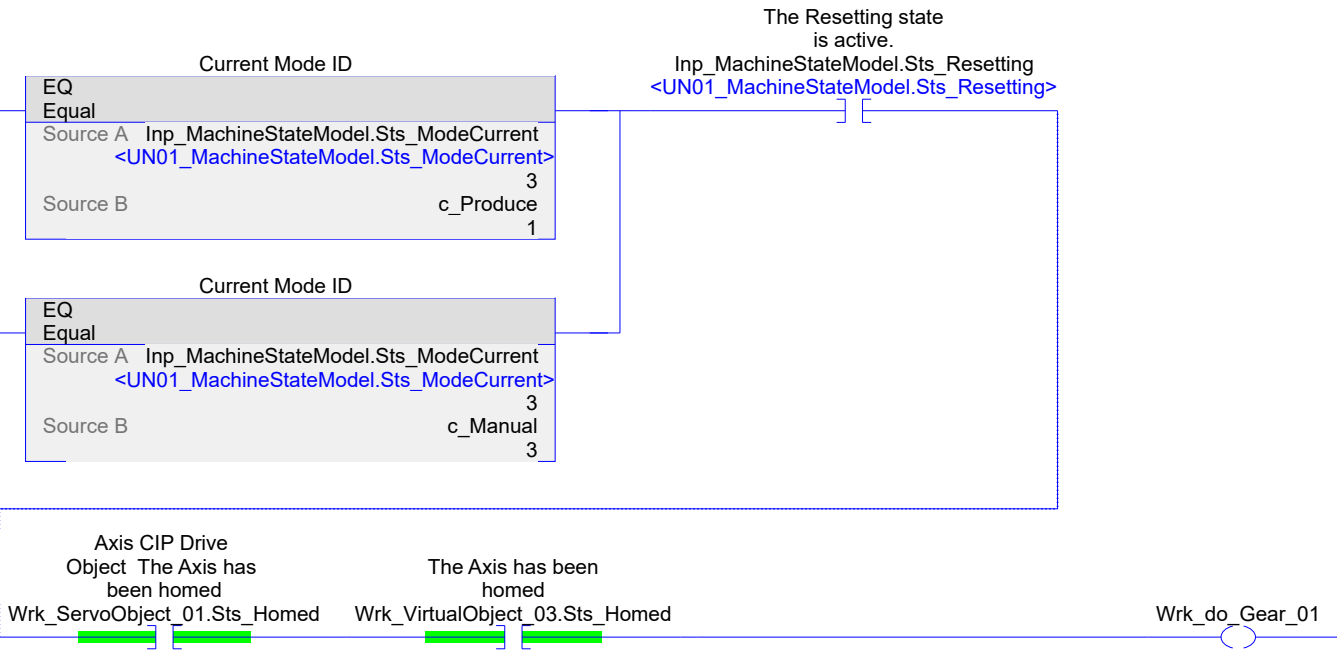 The Resetting state
is active.
Inp_MachineStateModel.Sts_Resetting
<UN01_MachineStateModel.Sts_Resetting>
Current Mode ID
EQ
Equal
Source A Inp_MachineStateModel.Sts_ModeCurrent
<UN01_MachineStateModel.Sts_ModeCurrent>
3
Source B c_Produce
1
Current Mode ID
EQ
Equal
Source A Inp_MachineStateModel.Sts_ModeCurrent
<UN01_MachineStateModel.Sts_ModeCurrent>
3
Source B c_Manual
3
Axis CIP Drive
Object The Axis has
been homed
Wrk_ServoObject_01.Sts_Homed
The Axis has been
homed
Wrk_VirtualObject_03.Sts_Homed
Wrk_do_Gear_01